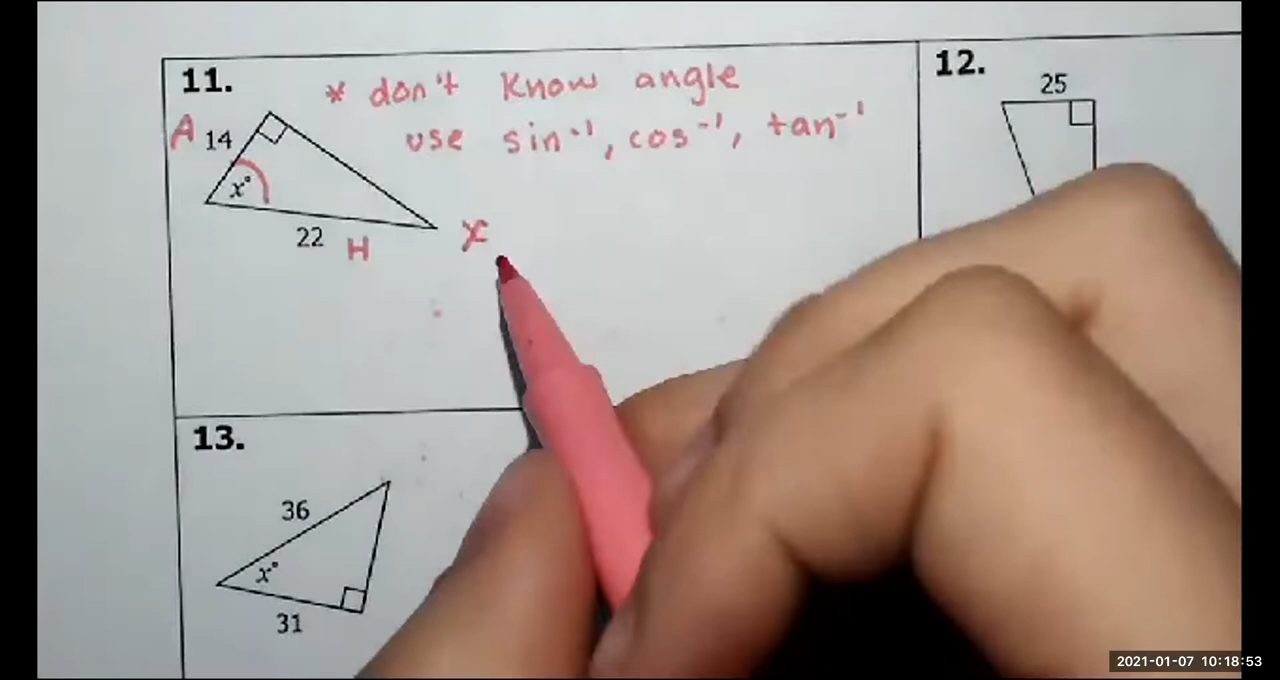 11.
* don't know angle
use sin⁻¹, cos⁻¹, tan⁻¹
A 14
x°
22 H
x
12.
25
13.
36
x°
31
2021-01-07 10:18:53